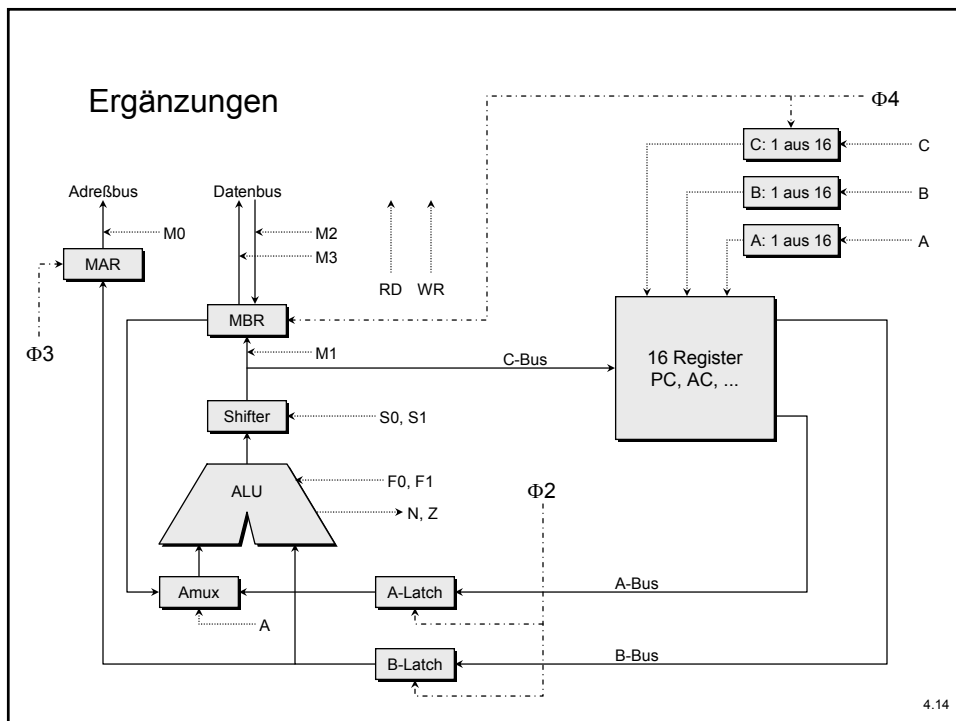 Ergänzungen
Φ4
C: 1 aus 16
C
Adreßbus
Datenbus
B: 1 aus 16
B
M0
M2
A: 1 aus 16
A
M3
MAR
RD
WR
MBR
Φ3
M1
C-Bus
16 Register
PC, AC, ...
Shifter
S0, S1
ALU
F0, F1
Φ2
N, Z
Amux
A-Latch
A-Bus
A
B-Latch
B-Bus
4.14